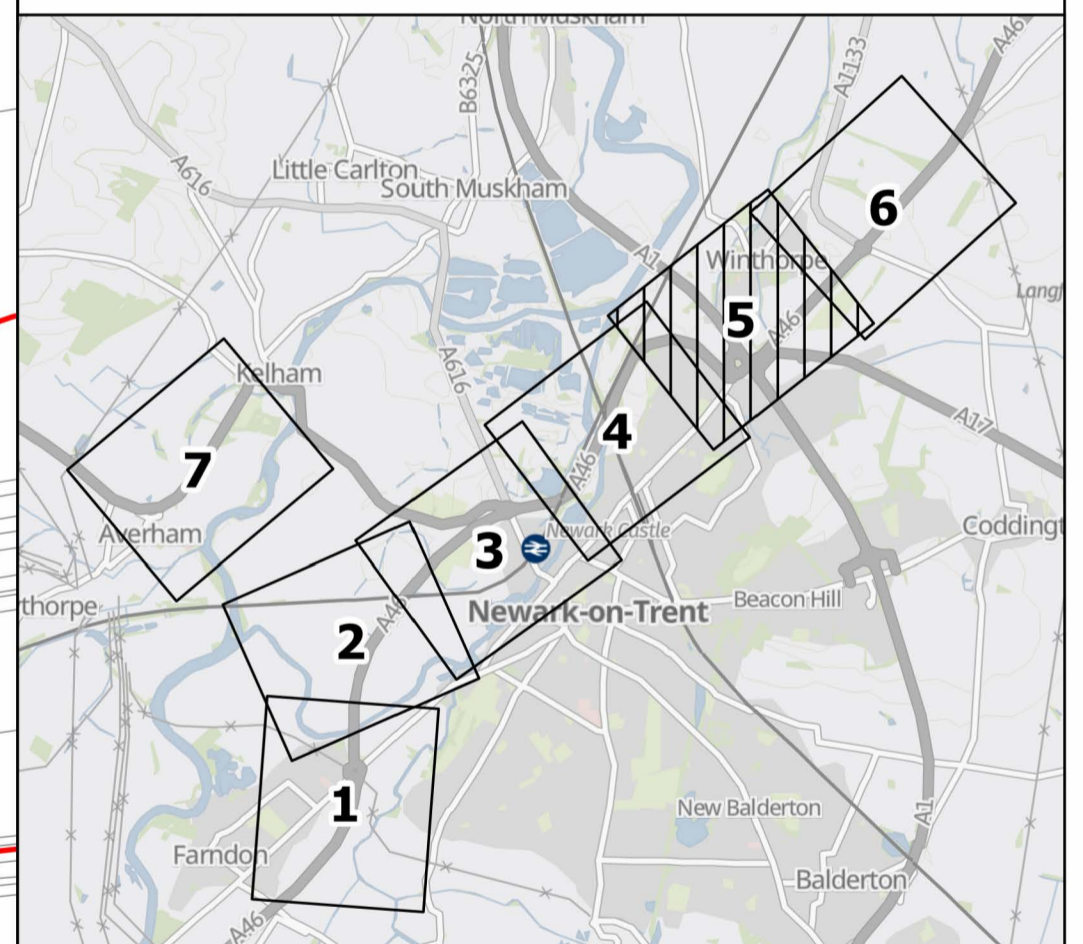 North Muskham
A46
A1133
B6325
Little Carlton
A616
South Muskham
6
A1
Winthorpe
Langf
5
A46
Kelham
A616
A17
4
7
A46
Averham
Newark Castle
Coddingt
3
thorpe
Beacon Hill
Newark-on-Trent
A46
2
1
New Balderton
A1
Farndon
Balderton
A46